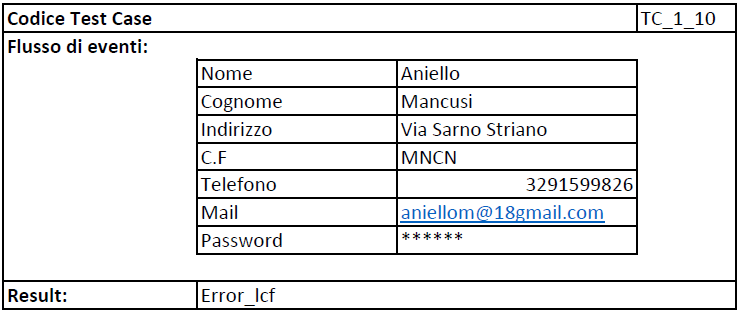 Codice Test Case TC_1_10
Flusso di eventi:
Nome Aniello
Cognome Mancusi
Indirizzo Via Sarno Striano
C.F MNCN
Telefono 3291599826
Mail aniellom@18gmail.com
Password ******
Result: Error_lcf